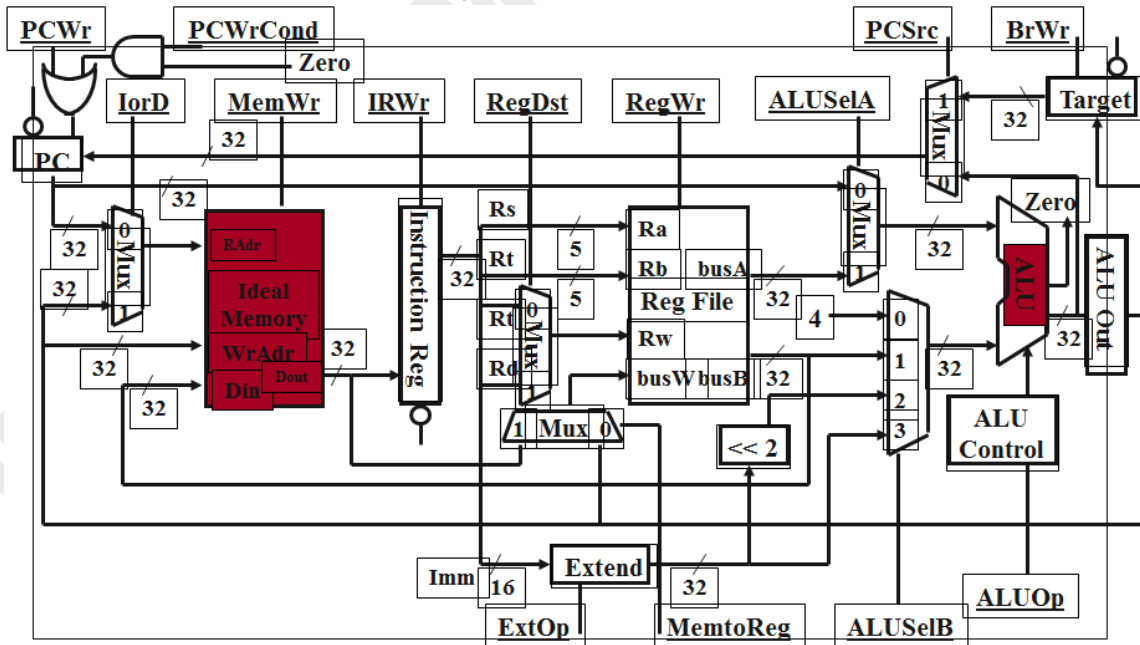 PCWr PCWrCond PCSrc BrWr
Zero
IorD MemWr IRWr RegDst RegWr ALUSelA
1 Mux 0
32 Target
32
PC
32
Rs
0 Mux 1
32
RAdr
Ideal
Memory
WrAdr
Din
Dout
32
32
32
32
32
Instruction Reg
32
Rt
Rt
Rd
0 Mux 1
5
5
Ra
Rb busA
Reg File
Rw
busW busB
32
32
0 Mux 1
32
Zero
ALU
ALU Out
32
4
0
1
2
3
32
1 Mux 0
<< 2
ALU
Control
Imm
16
Extend
32
ALUOp
ExtOp MemtoReg ALUSelB